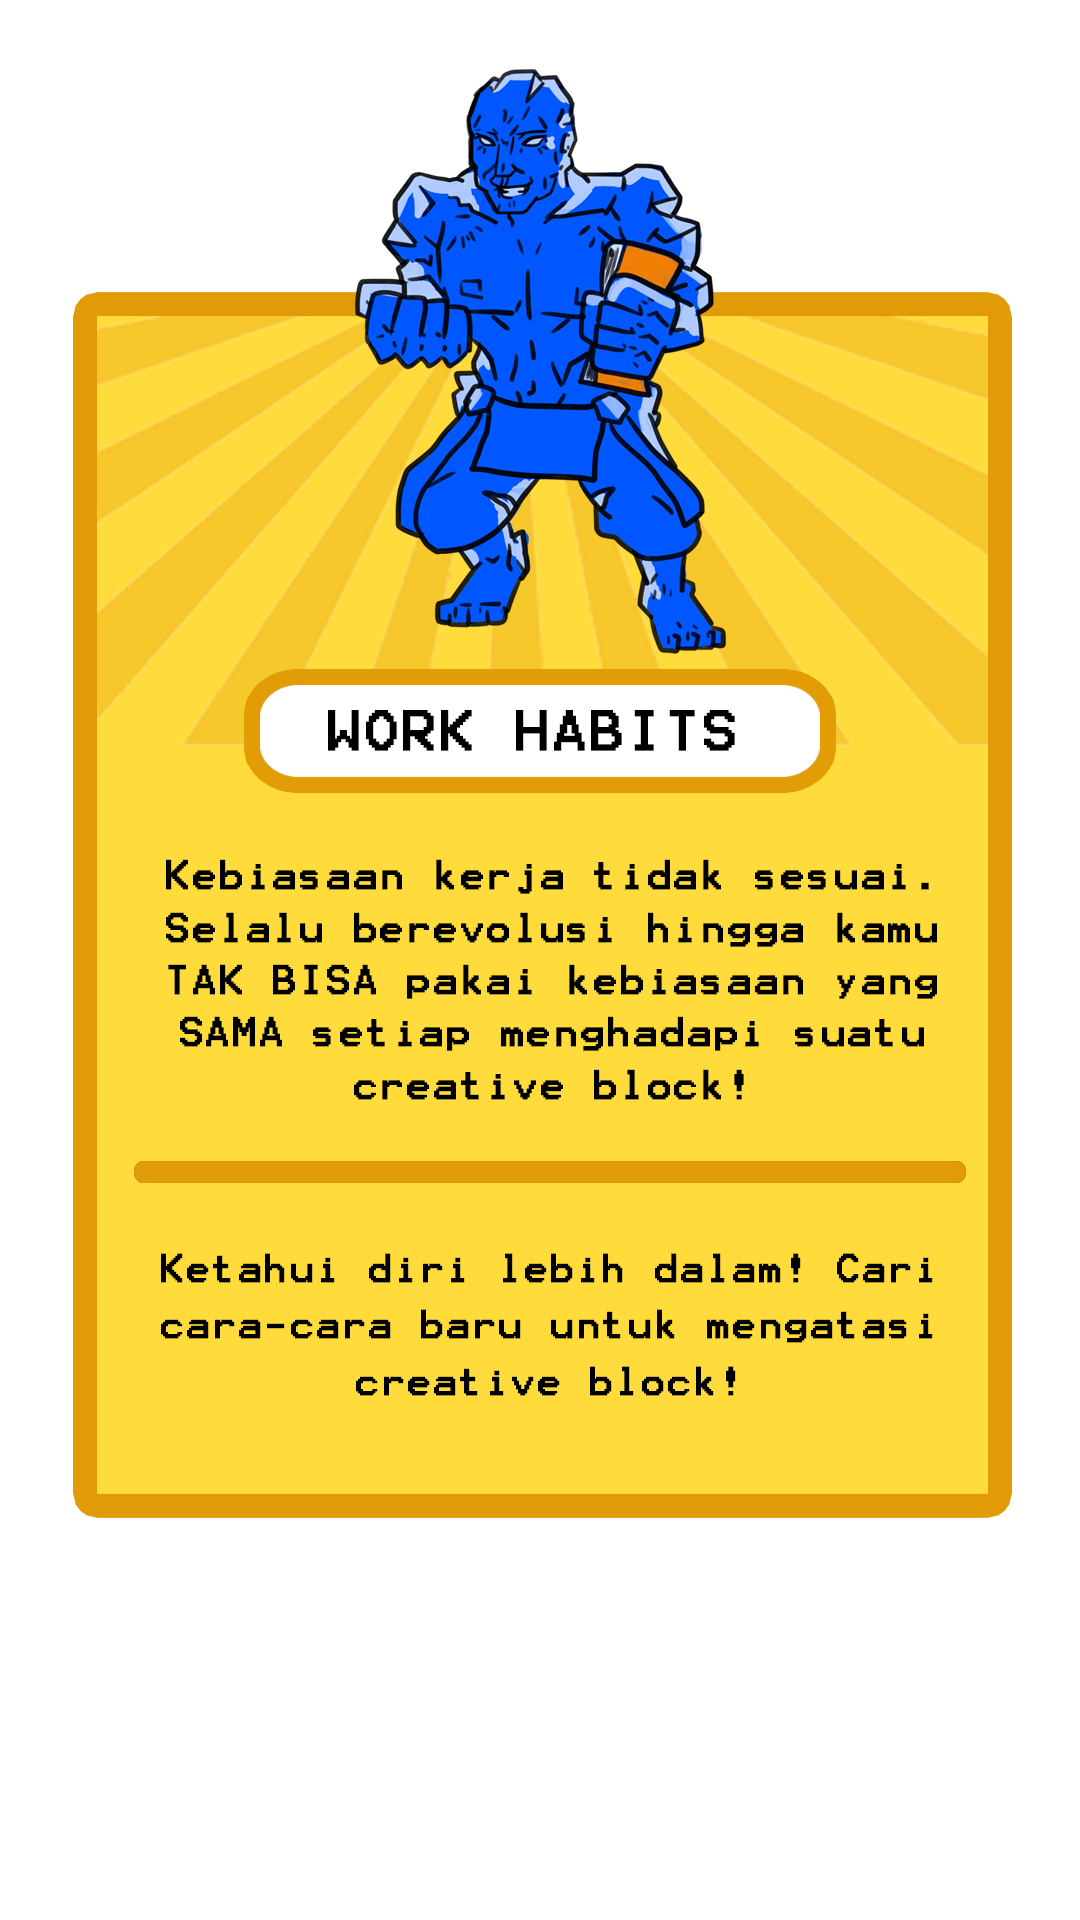 WORK HABITS
Kebiasaan kerja tidak sesuai.
Selalu berevolusi hingga kamu
TAK BISA pakai kebiasaan yang
SAMA setiap menghadapi suatu
creative block!
Ketahui diri lebih dalam! Cari
cara-cara baru untuk mengatasi
creative block!